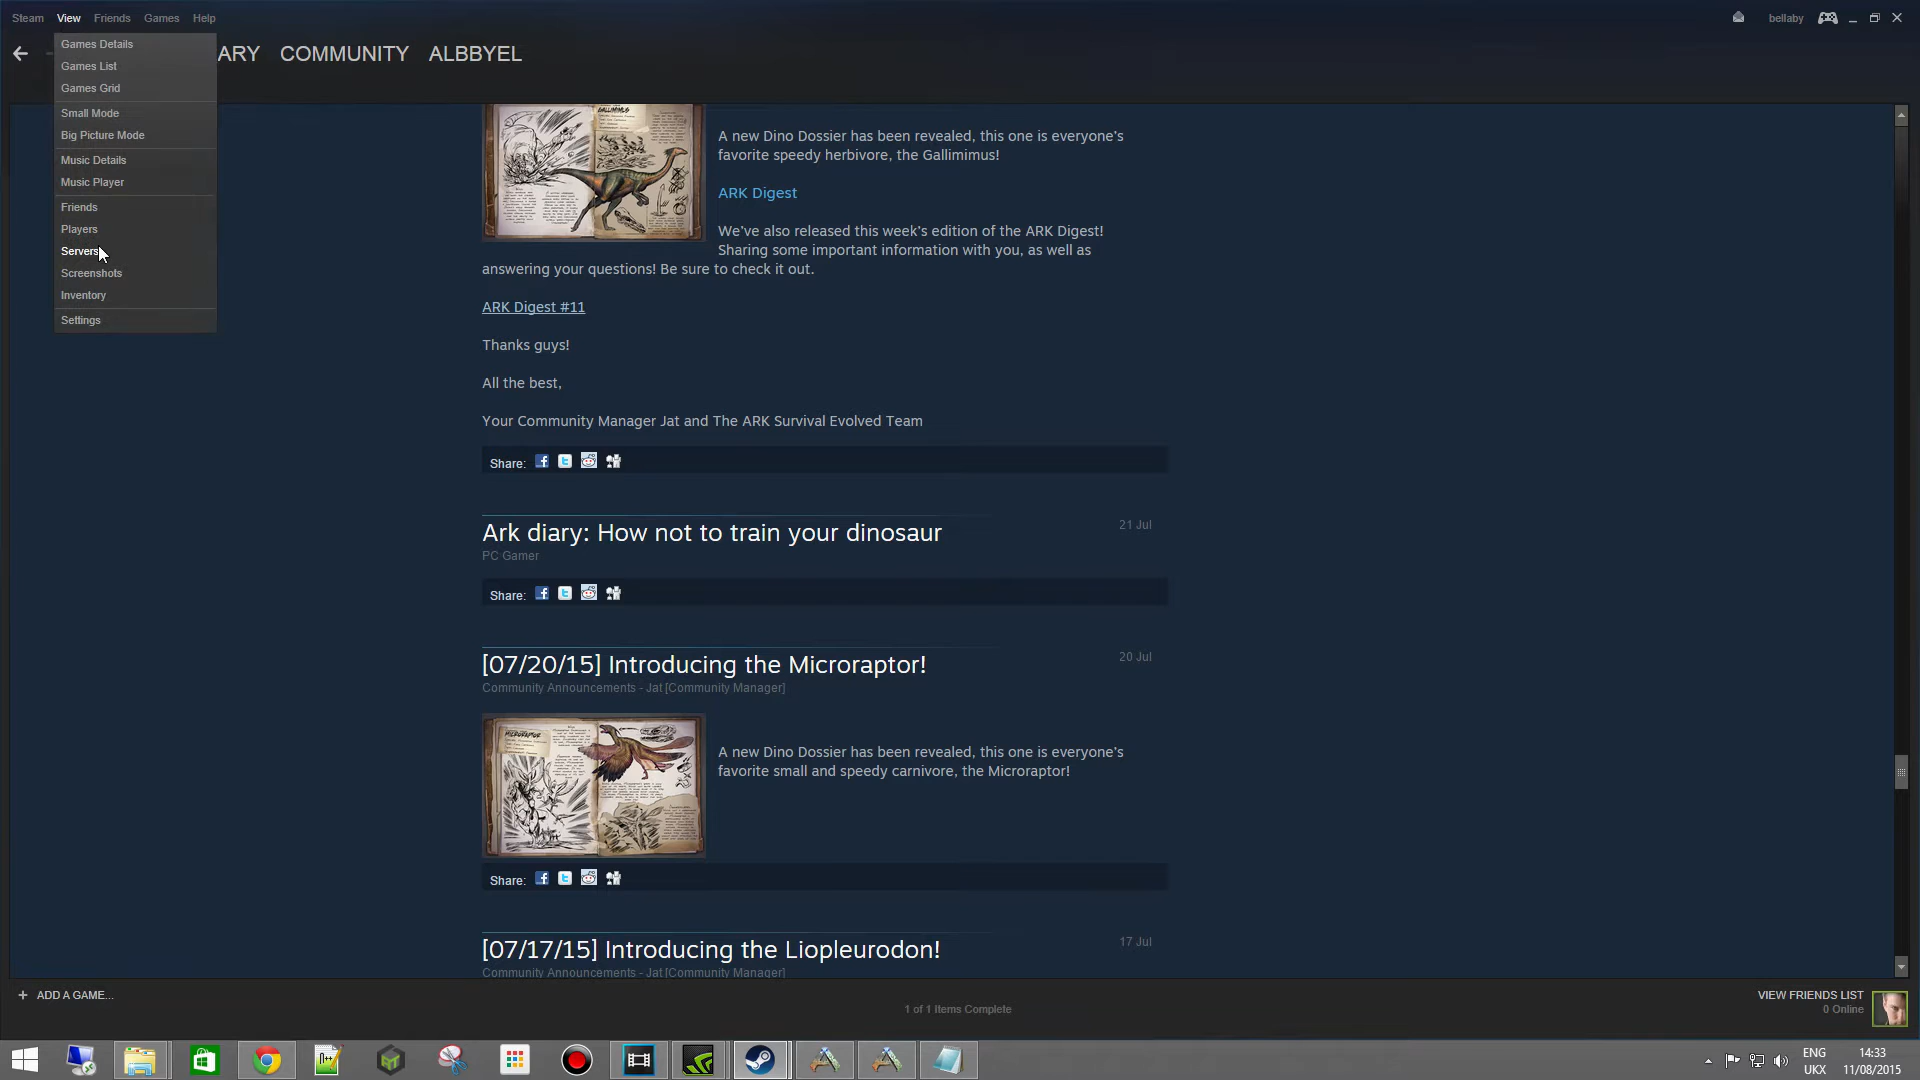 Steam View Friends Games Help
bellaby
ARY COMMUNITY ALBBYEL
Games Details
Games List
Games Grid
Small Mode
Big Picture Mode
Music Details
Music Player
Friends
Players
Servers
Screenshots
Inventory
Settings
GALLIMIMUS
A new Dino Dossier has been revealed, this one is everyone's
favorite speedy herbivore, the Gallimimus!
ARK Digest
We've also released this week's edition of the ARK Digest!
Sharing some important information with you, as well as
answering your questions! Be sure to check it out.
ARK Digest #11
Thanks guys!
All the best,
Your Community Manager Jat and The ARK Survival Evolved Team
Share:
Ark diary: How not to train your dinosaur
21 Jul
PC Gamer
Share:
[07/20/15] Introducing the Microraptor!
20 Jul
Community Announcements - Jat [Community Manager]
MICRORAPTOR
A new Dino Dossier has been revealed, this one is everyone's
favorite small and speedy carnivore, the Microraptor!
Share:
[07/17/15] Introducing the Liopleurodon!
17 Jul
Community Announcements - Jat [Community Manager]
+ ADD A GAME...
1 of 1 Items Complete
VIEW FRIENDS LIST
0 Online
ENG
UKX
14:33
11/08/2015